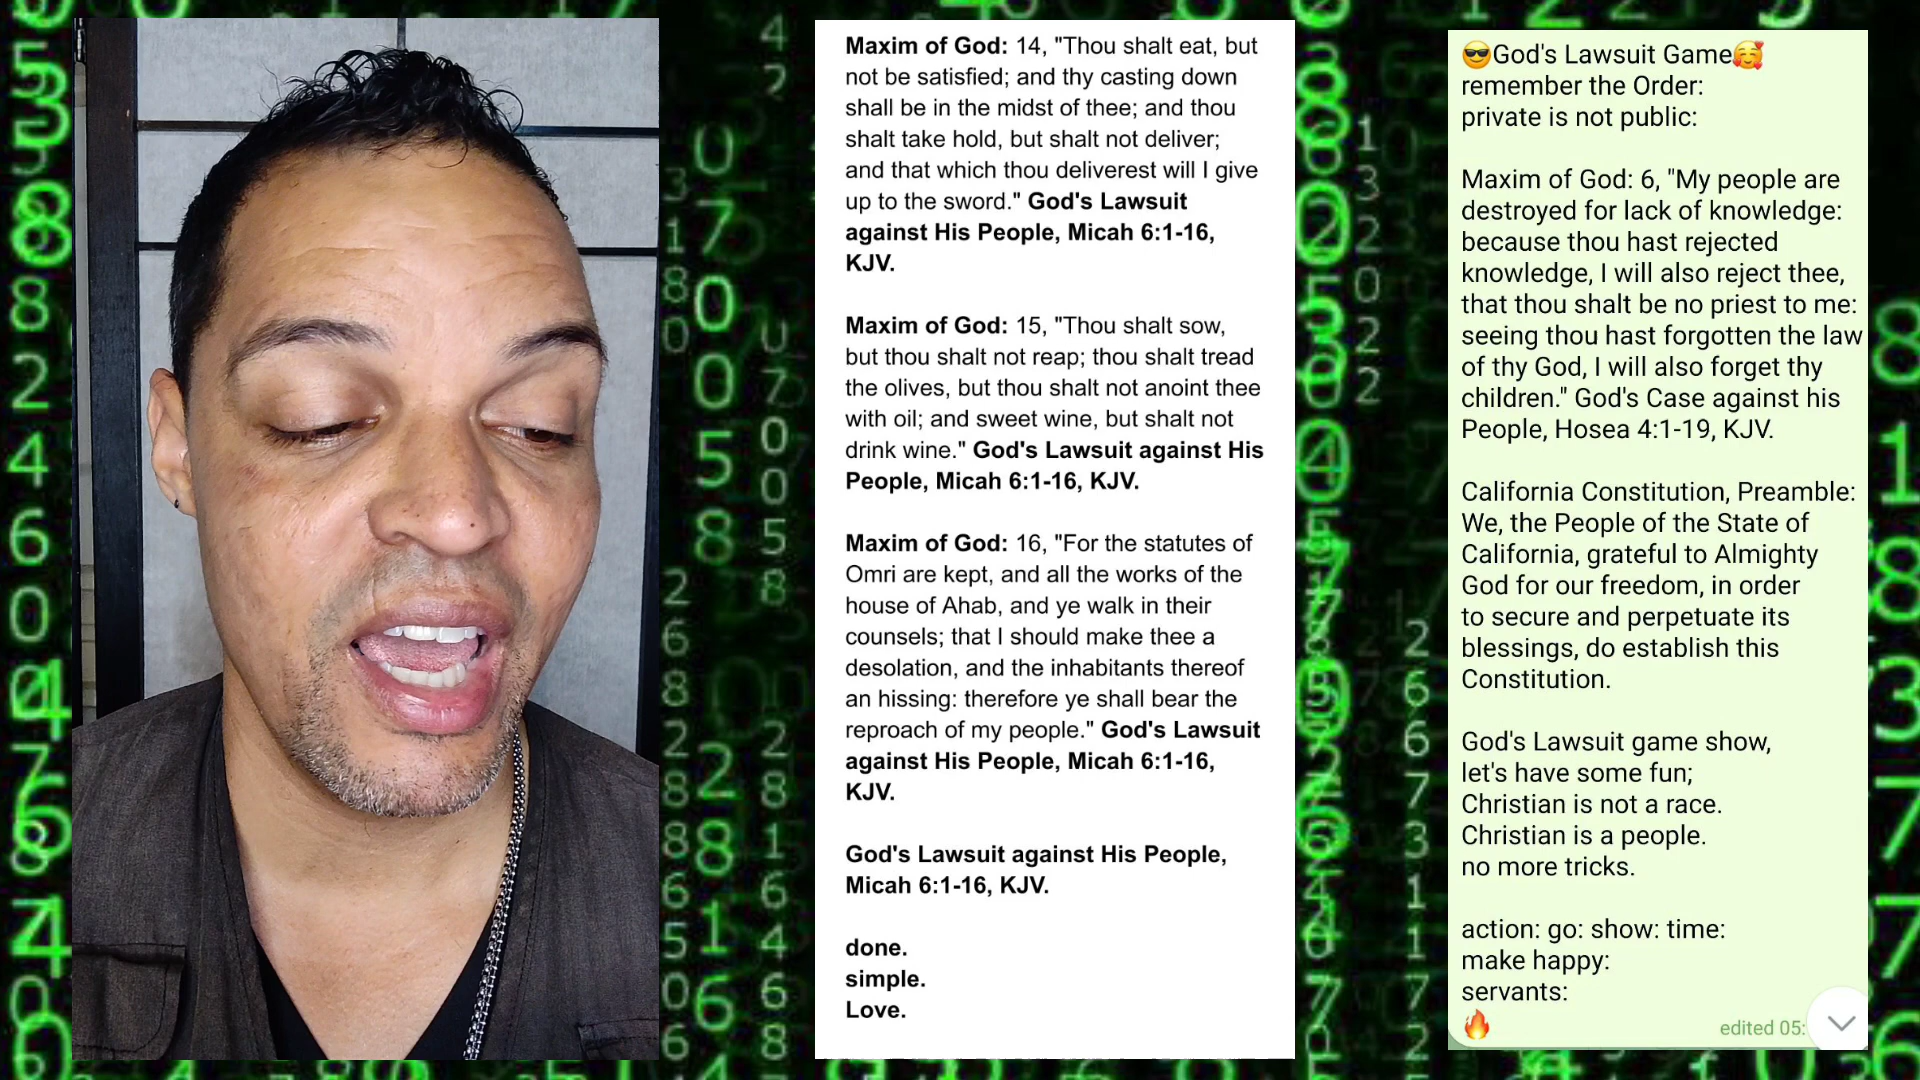 Maxim of God: 14, "Thou shalt eat, but
not be satisfied; and thy casting down
shall be in the midst of thee; and thou
shalt take hold, but shalt not deliver;
and that which thou deliverest will I give
up to the sword." God's Lawsuit
against His People, Micah 6:1-16,
KJV.
Maxim of God: 15, "Thou shalt sow,
but thou shalt not reap; thou shalt tread
the olives, but thou shalt not anoint thee
with oil; and sweet wine, but shalt not
drink wine." God's Lawsuit against His
People, Micah 6:1-16, KJV.
Maxim of God: 16, "For the statutes of
Omri are kept, and all the works of the
house of Ahab, and ye walk in their
counsels; that I should make thee a
desolation, and the inhabitants thereof
an hissing: therefore ye shall bear the
reproach of my people." God's Lawsuit
against His People, Micah 6:1-16,
KJV.
God's Lawsuit against His People,
Micah 6:1-16, KJV.
done.
simple.
Love.
😎God's Lawsuit Game🥰
remember the Order:
private is not public:
Maxim of God: 6, "My people are
destroyed for lack of knowledge:
because thou hast rejected
knowledge, I will also reject thee,
that thou shalt be no priest to me:
seeing thou hast forgotten the law
of thy God, I will also forget thy
children." God's Case against his
People, Hosea 4:1-19, KJV.
California Constitution, Preamble:
We, the People of the State of
California, grateful to Almighty
God for our freedom, in order
to secure and perpetuate its
blessings, do establish this
Constitution.
God's Lawsuit game show,
let's have some fun;
Christian is not a race.
Christian is a people.
no more tricks.
action: go: show: time:
make happy:
servants:
🔥
edited 05: